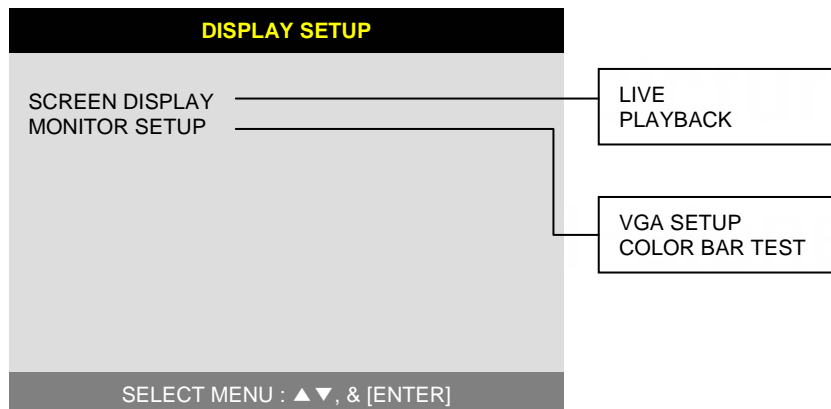 DISPLAY SETUP
SCREEN DISPLAY
MONITOR SETUP
LIVE
PLAYBACK
VGA SETUP
COLOR BAR TEST
SELECT MENU : ▲▼, & [ENTER]